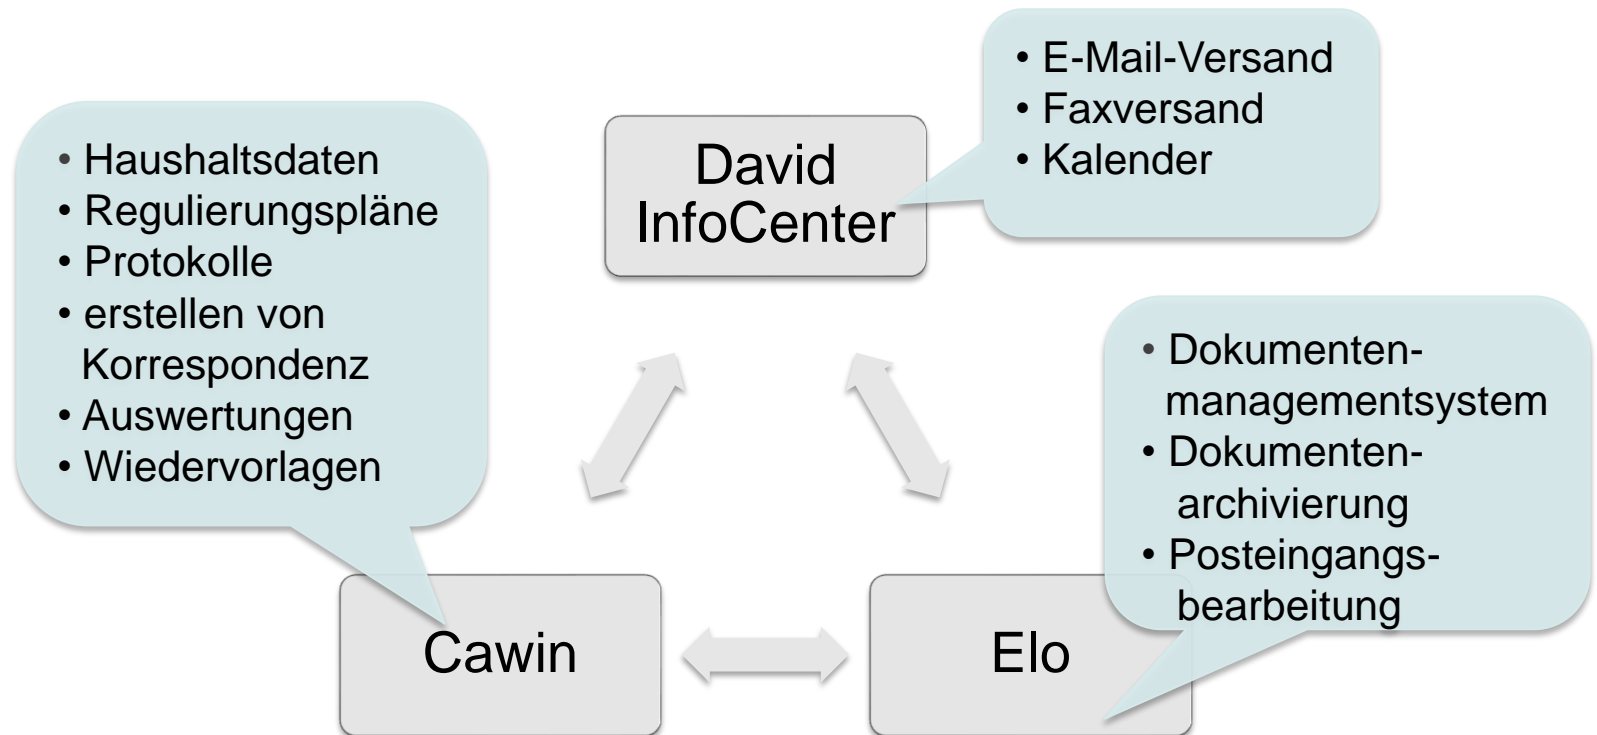 • E-Mail-Versand
• Faxversand
• Kalender
David
InfoCenter
• Haushaltsdaten
• Regulierungspläne
• Protokolle
• erstellen von
Korrespondenz
• Auswertungen
• Wiedervorlagen
• Dokumenten-
managementsystem
• Dokumenten-
archivierung
• Posteingangs-
bearbeitung
Cawin
Elo